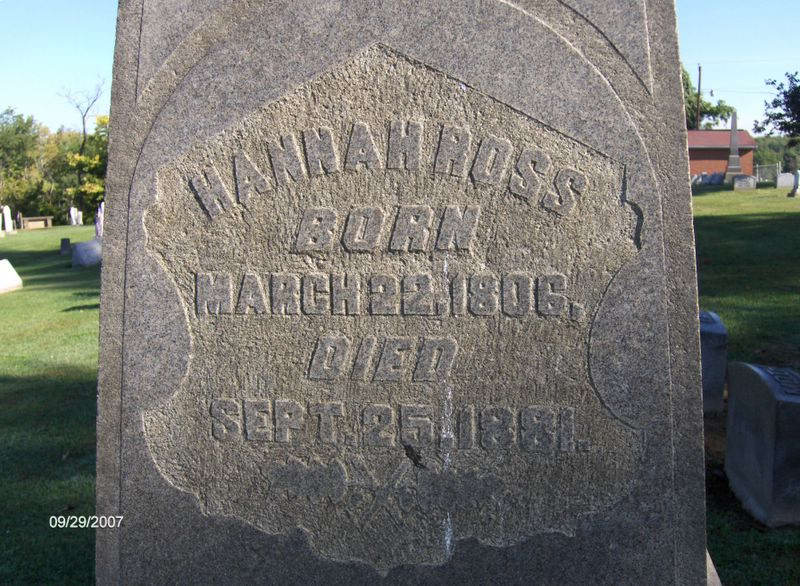 HANNAH ROSS
BORN
MARCH 22, 1806.
DIED
SEPT. 25, 1881.
09/29/2007